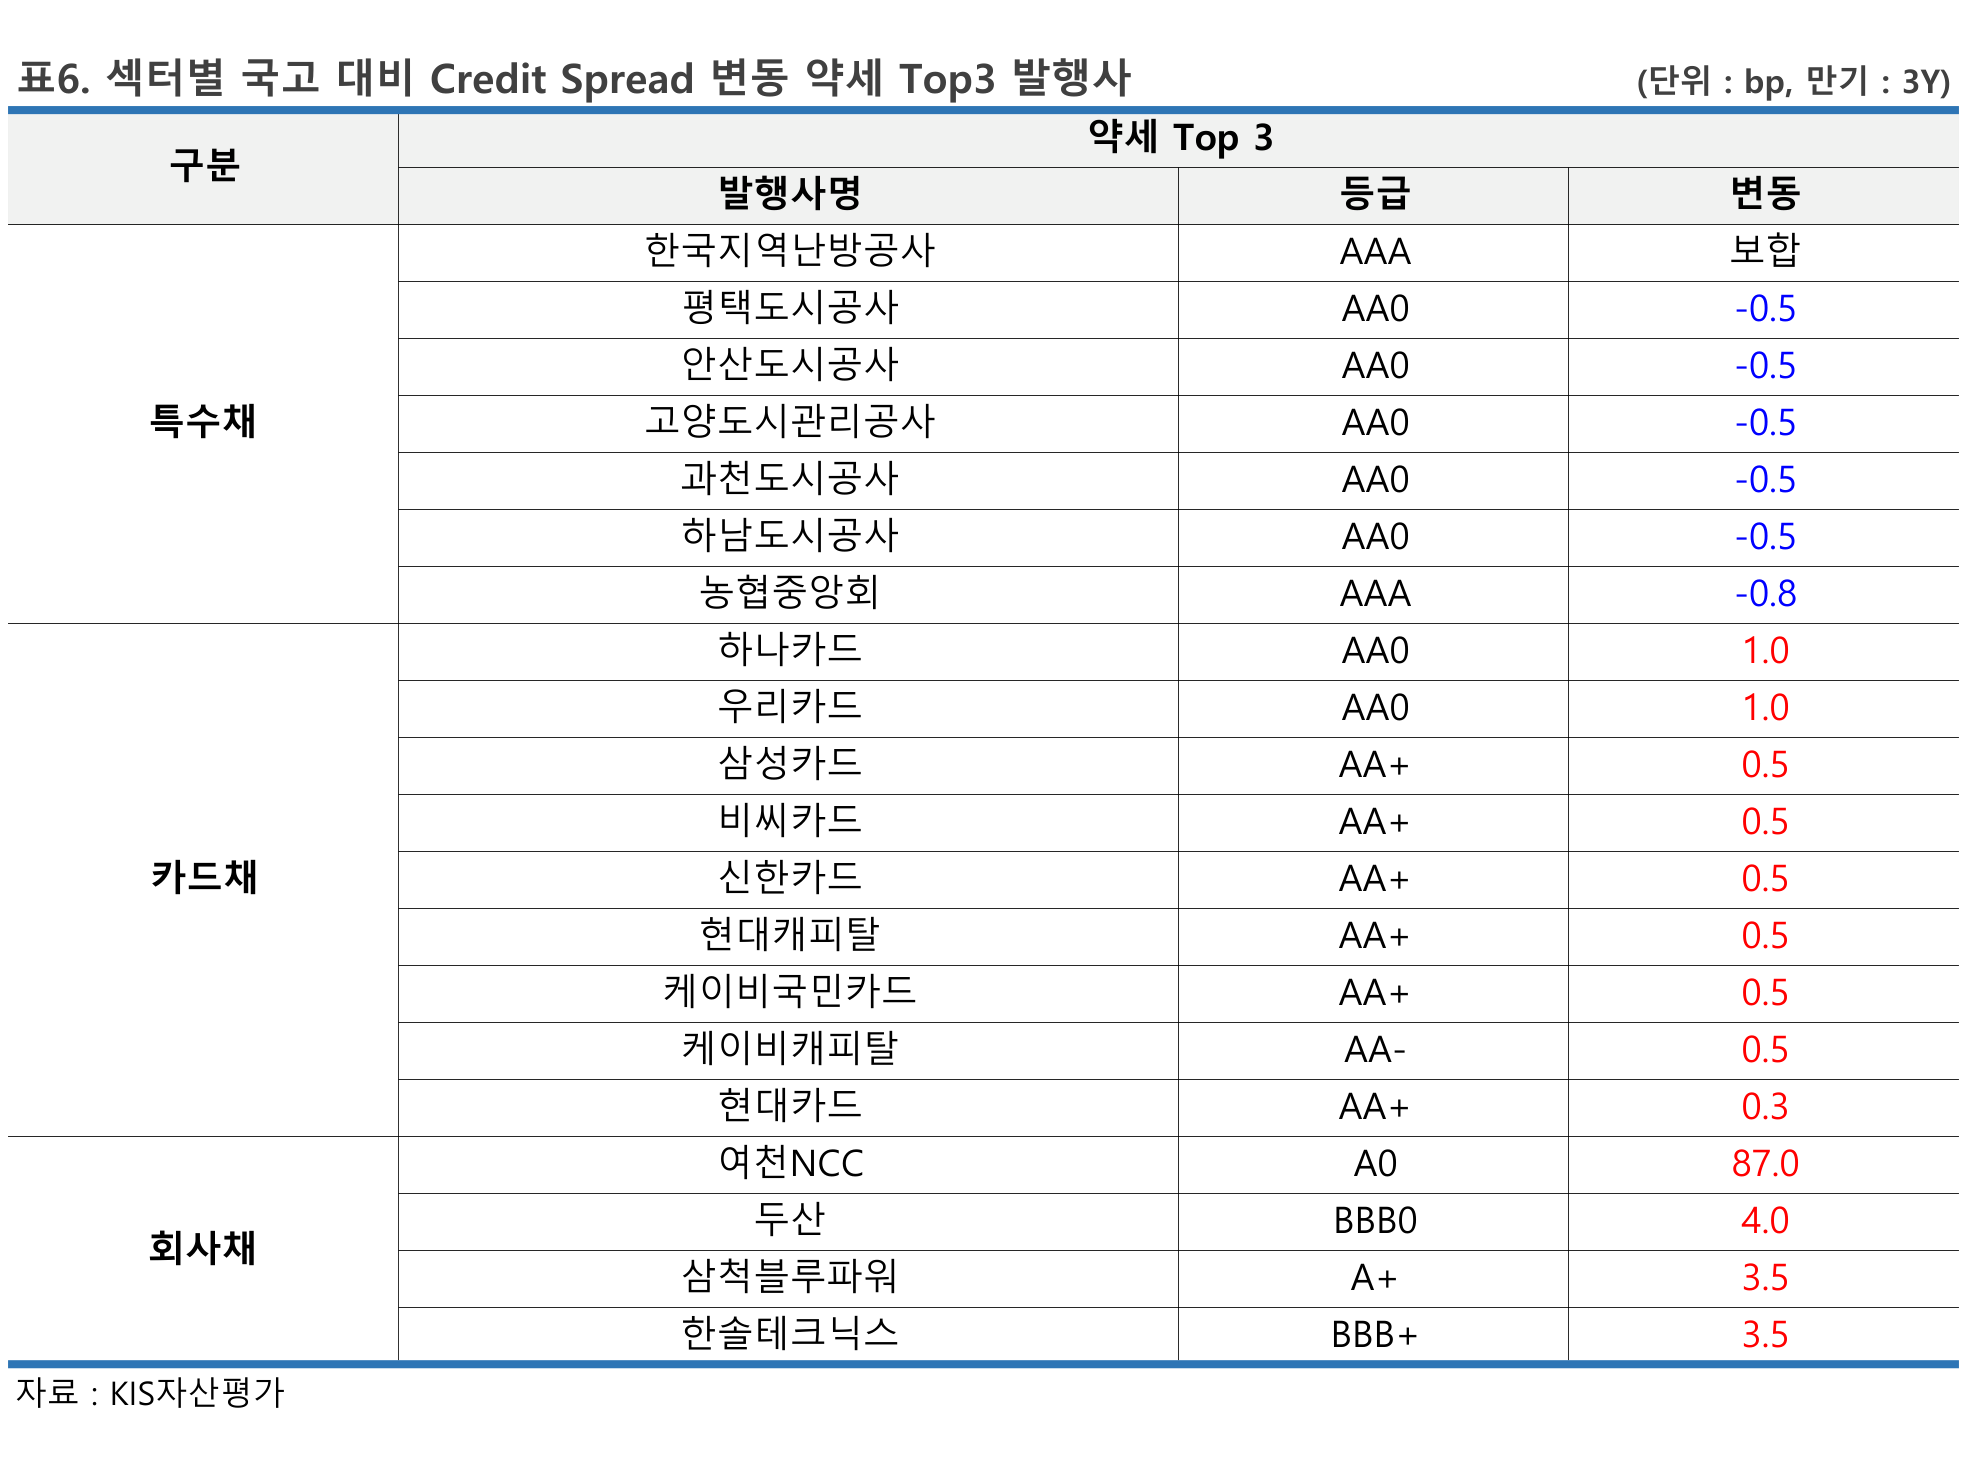 표6. 섹터별 국고 대비 Credit Spread 변동 약세 Top3 발행사 (단위 : bp, 만기 : 3Y)
구분 약세 Top 3
발행사명 등급 변동
특수채
한국지역난방공사 AAA 보합
평택도시공사 AA0 -0.5
안산도시공사 AA0 -0.5
고양도시관리공사 AA0 -0.5
과천도시공사 AA0 -0.5
하남도시공사 AA0 -0.5
농협중앙회 AAA -0.8
카드채
하나카드 AA0 1.0
우리카드 AA0 1.0
삼성카드 AA+ 0.5
비씨카드 AA+ 0.5
신한카드 AA+ 0.5
현대캐피탈 AA+ 0.5
케이비국민카드 AA+ 0.5
케이비캐피탈 AA- 0.5
현대카드 AA+ 0.3
회사채
여천NCC A0 87.0
두산 BBB0 4.0
삼척블루파워 A+ 3.5
한솔테크닉스 BBB+ 3.5
자료 : KIS자산평가